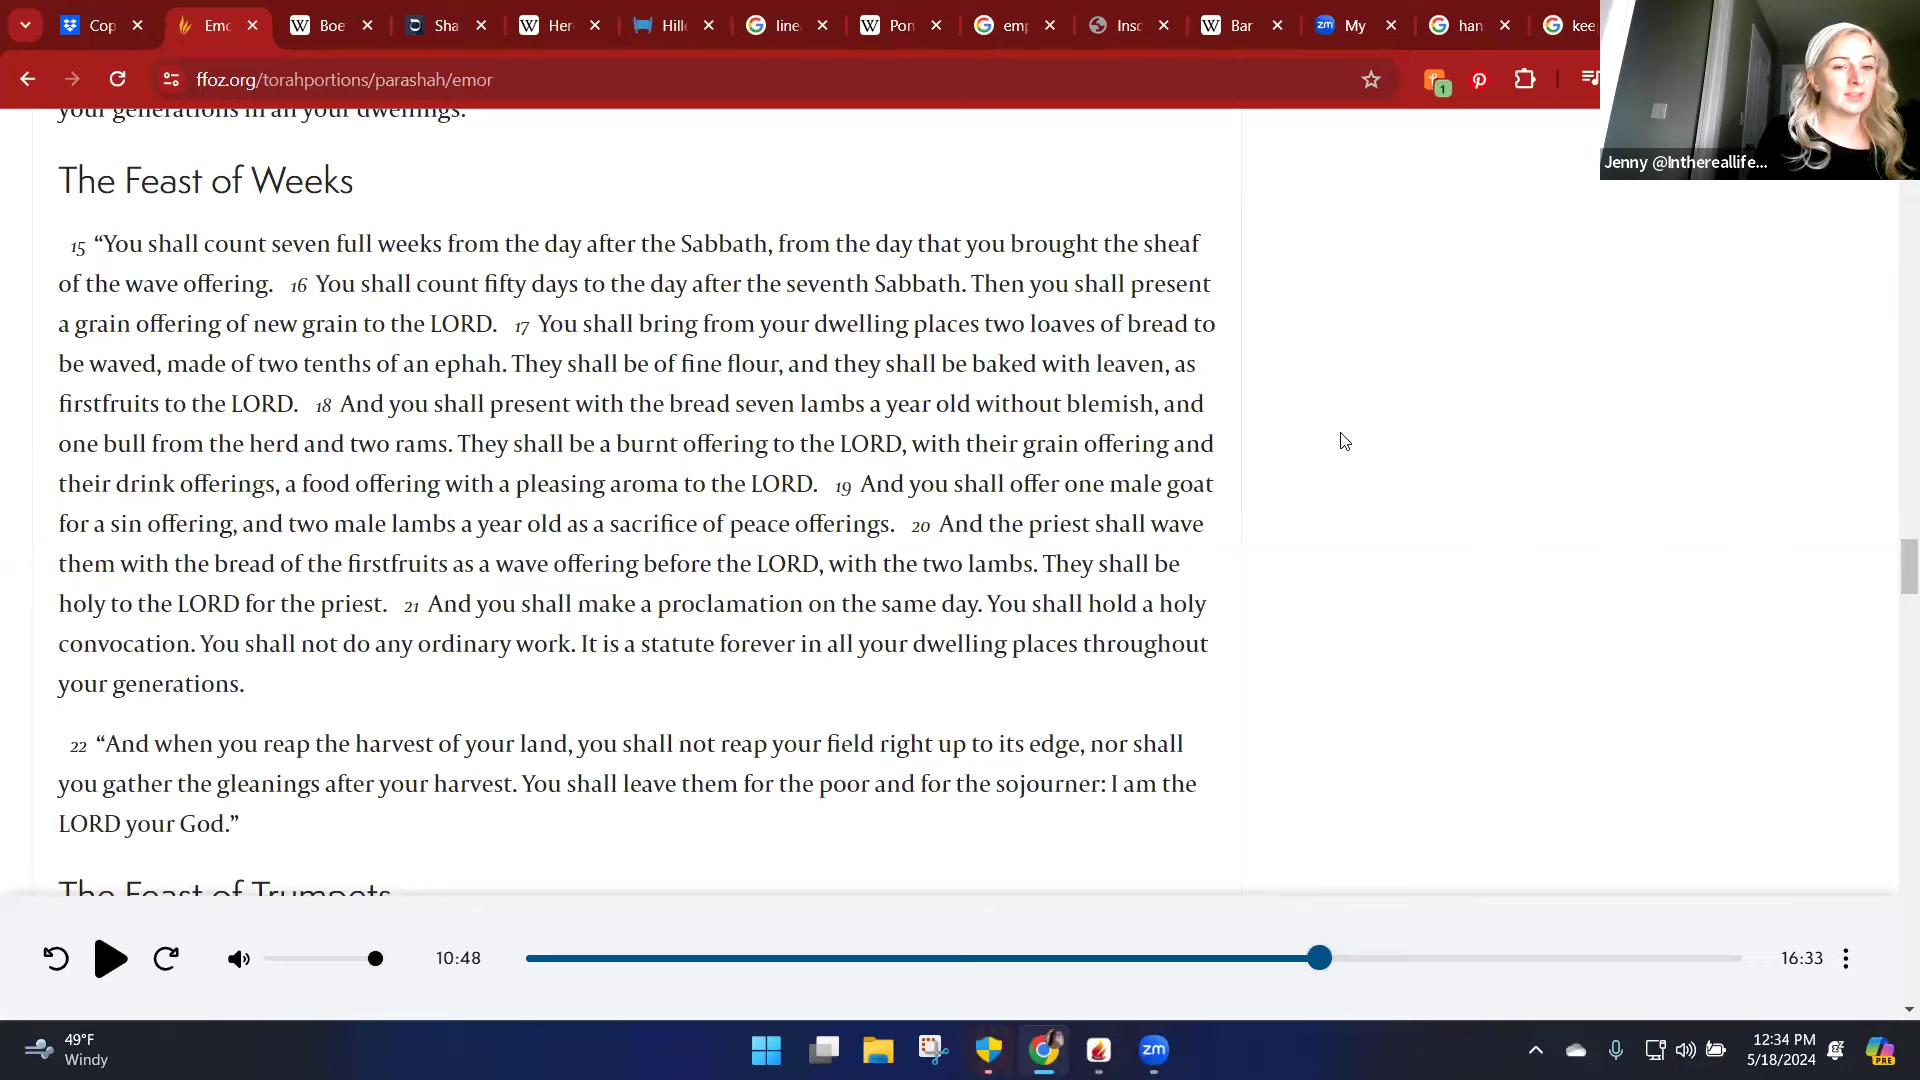 Cop
Emo
Boe
Sha
Her
Hill
line
Pon
emp
Insc
Bar
zm
My
han
kee
ffoz.org/torahportions/parashah/emor
1
Jenny @Inthereallife...
your generations in all your dwellings.
The Feast of Weeks
15 “You shall count seven full weeks from the day after the Sabbath, from the day that you brought the sheaf
of the wave offering. 16 You shall count fifty days to the day after the seventh Sabbath. Then you shall present
a grain offering of new grain to the LORD. 17 You shall bring from your dwelling places two loaves of bread to
be waved, made of two tenths of an ephah. They shall be of fine flour, and they shall be baked with leaven, as
firstfruits to the LORD. 18 And you shall present with the bread seven lambs a year old without blemish, and
one bull from the herd and two rams. They shall be a burnt offering to the LORD, with their grain offering and
their drink offerings, a food offering with a pleasing aroma to the LORD. 19 And you shall offer one male goat
for a sin offering, and two male lambs a year old as a sacrifice of peace offerings. 20 And the priest shall wave
them with the bread of the firstfruits as a wave offering before the LORD, with the two lambs. They shall be
holy to the LORD for the priest. 21 And you shall make a proclamation on the same day. You shall hold a holy
convocation. You shall not do any ordinary work. It is a statute forever in all your dwelling places throughout
your generations.
22 “And when you reap the harvest of your land, you shall not reap your field right up to its edge, nor shall
you gather the gleanings after your harvest. You shall leave them for the poor and for the sojourner: I am the
LORD your God.”
The Feast of Trumpets
10:48
16:33
49°F
Windy
zm
12:34 PM
5/18/2024
PRE